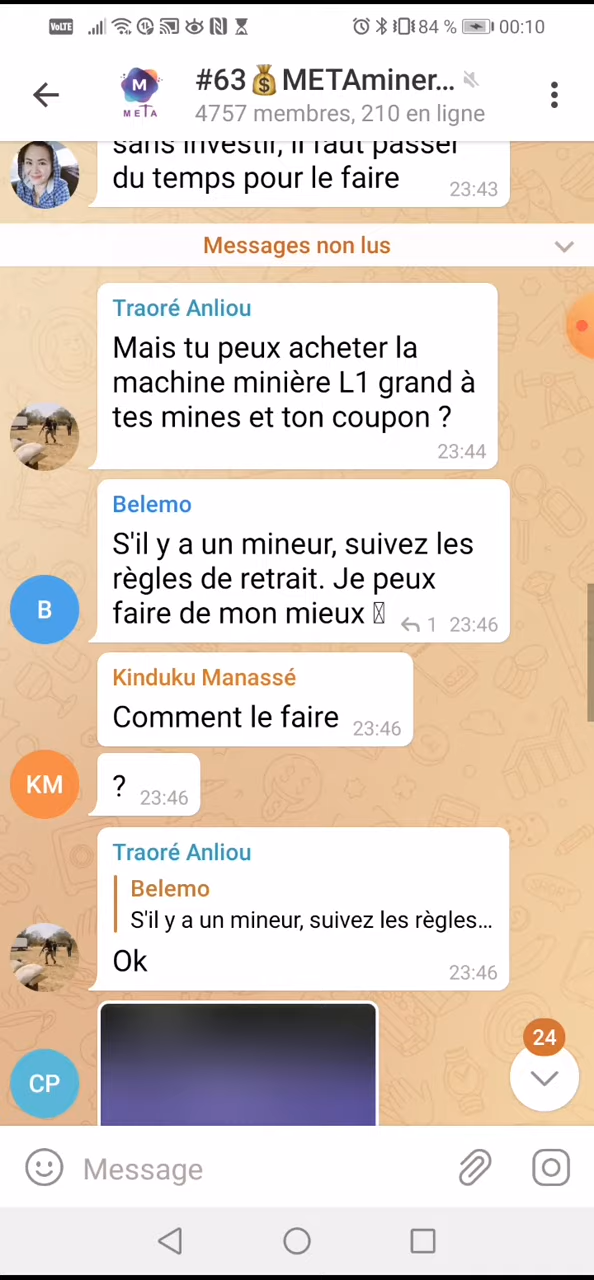 VoLTE 84 % 00:10
M
META
#63💰METAminer...
4757 membres, 210 en ligne
sans investir, il faut passer
du temps pour le faire 23:43
Messages non lus
Traoré Anliou
Mais tu peux acheter la
machine minière L1 grand à
tes mines et ton coupon ?
23:44
Belemo
S'il y a un mineur, suivez les
règles de retrait. Je peux
faire de mon mieux
1 23:46
B
Kinduku Manassé
Comment le faire 23:46
? 23:46
KM
Traoré Anliou
Belemo
S'il y a un mineur, suivez les règles...
Ok
23:46
CP
24
Message